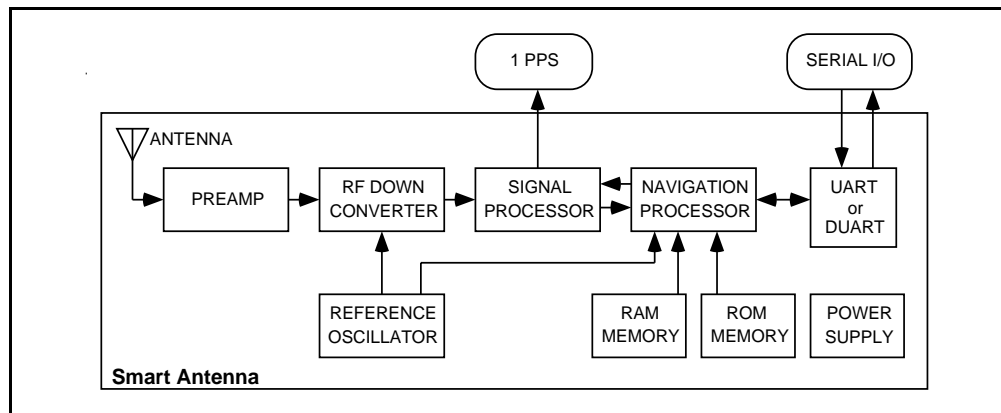 1 PPS
SERIAL I/O
ANTENNA
PREAMP
RF DOWN
CONVERTER
SIGNAL
PROCESSOR
NAVIGATION
PROCESSOR
UART
or
DUART
REFERENCE
OSCILLATOR
RAM
MEMORY
ROM
MEMORY
POWER
SUPPLY
Smart Antenna